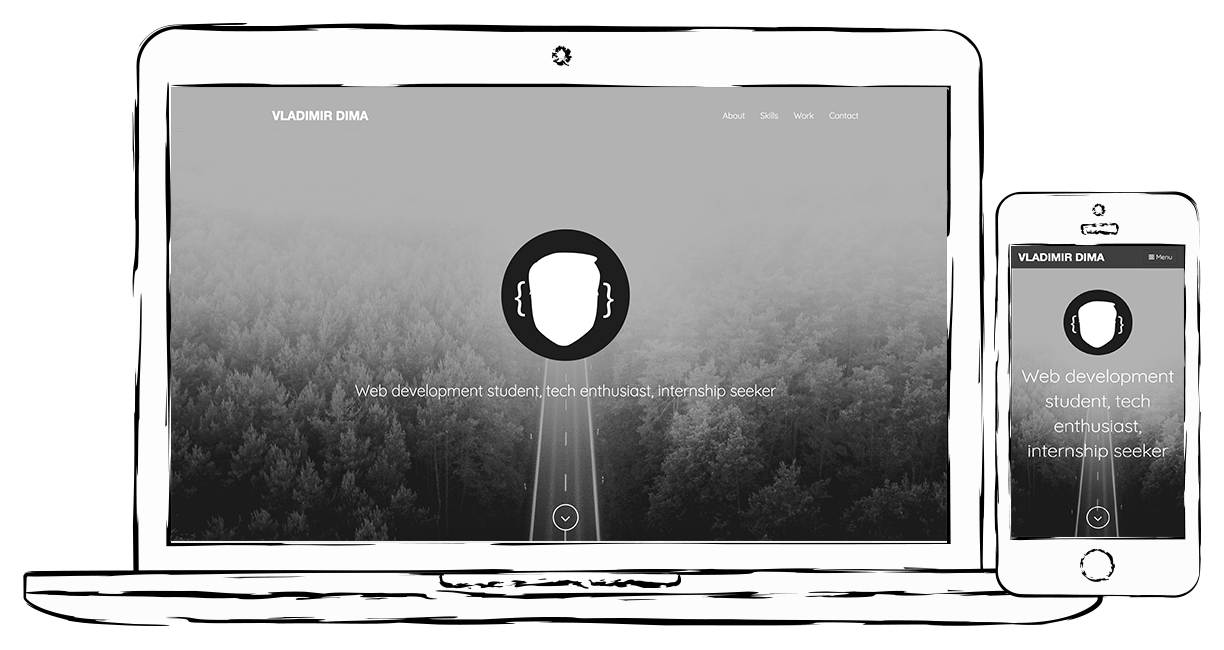 VLADIMIR DIMA
About Skills Work Contact
{ }
Web development student, tech enthusiast, internship seeker
VLADIMIR DIMA
Menu
{ }
Web development
student, tech
enthusiast,
internship seeker